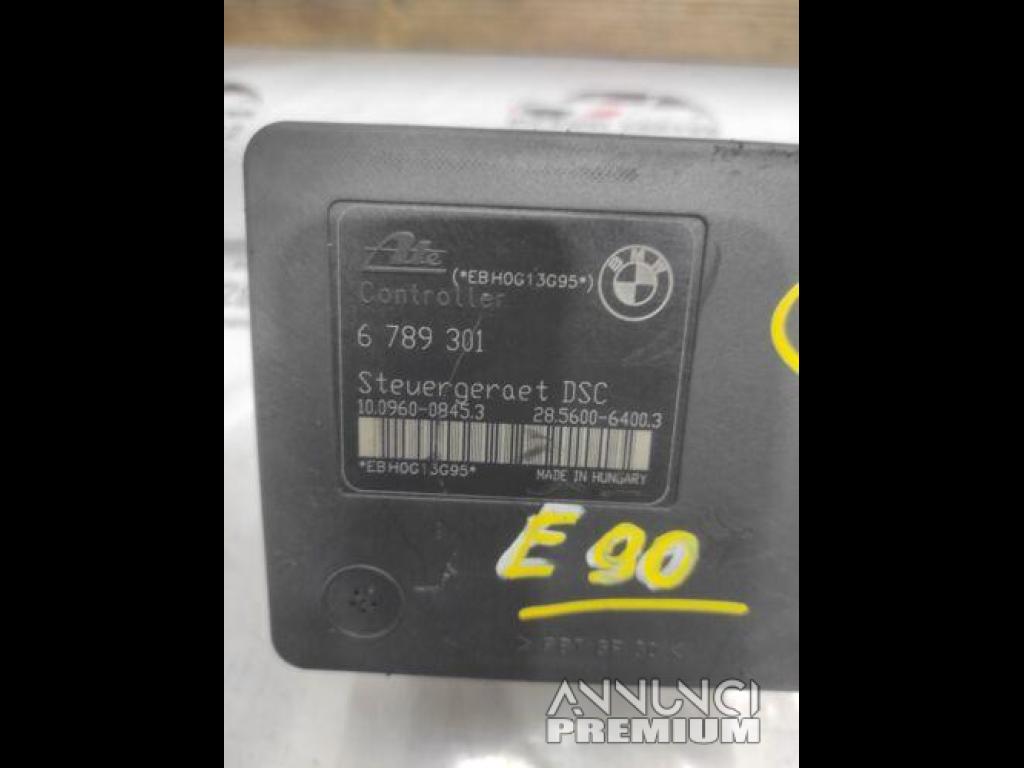 Ate
(*EBH0G13G95*)
BMW
Controller
6 789 301
Steuergeraet DSC
10.0960-0845.3 28.5600-6400.3
*EBH0G13G95*
MADE IN HUNGARY
E90
ANNUNCI
PREMIUM